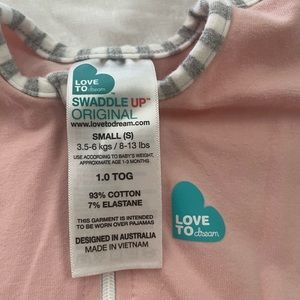 LOVE
TO dream
SWADDLE UP™
ORIGINAL
www.lovetodream.com
SMALL (S)
3.5-6 kgs / 8-13 lbs
USE ACCORDING TO BABY'S WEIGHT,
APPROXIMATE AGE 1-3 MONTHS
1.0 TOG
93% COTTON
7% ELASTANE
THIS GARMENT IS INTENDED
TO BE WORN OVER PAJAMAS
DESIGNED IN AUSTRALIA
MADE IN VIETNAM
LOVE
TO dream